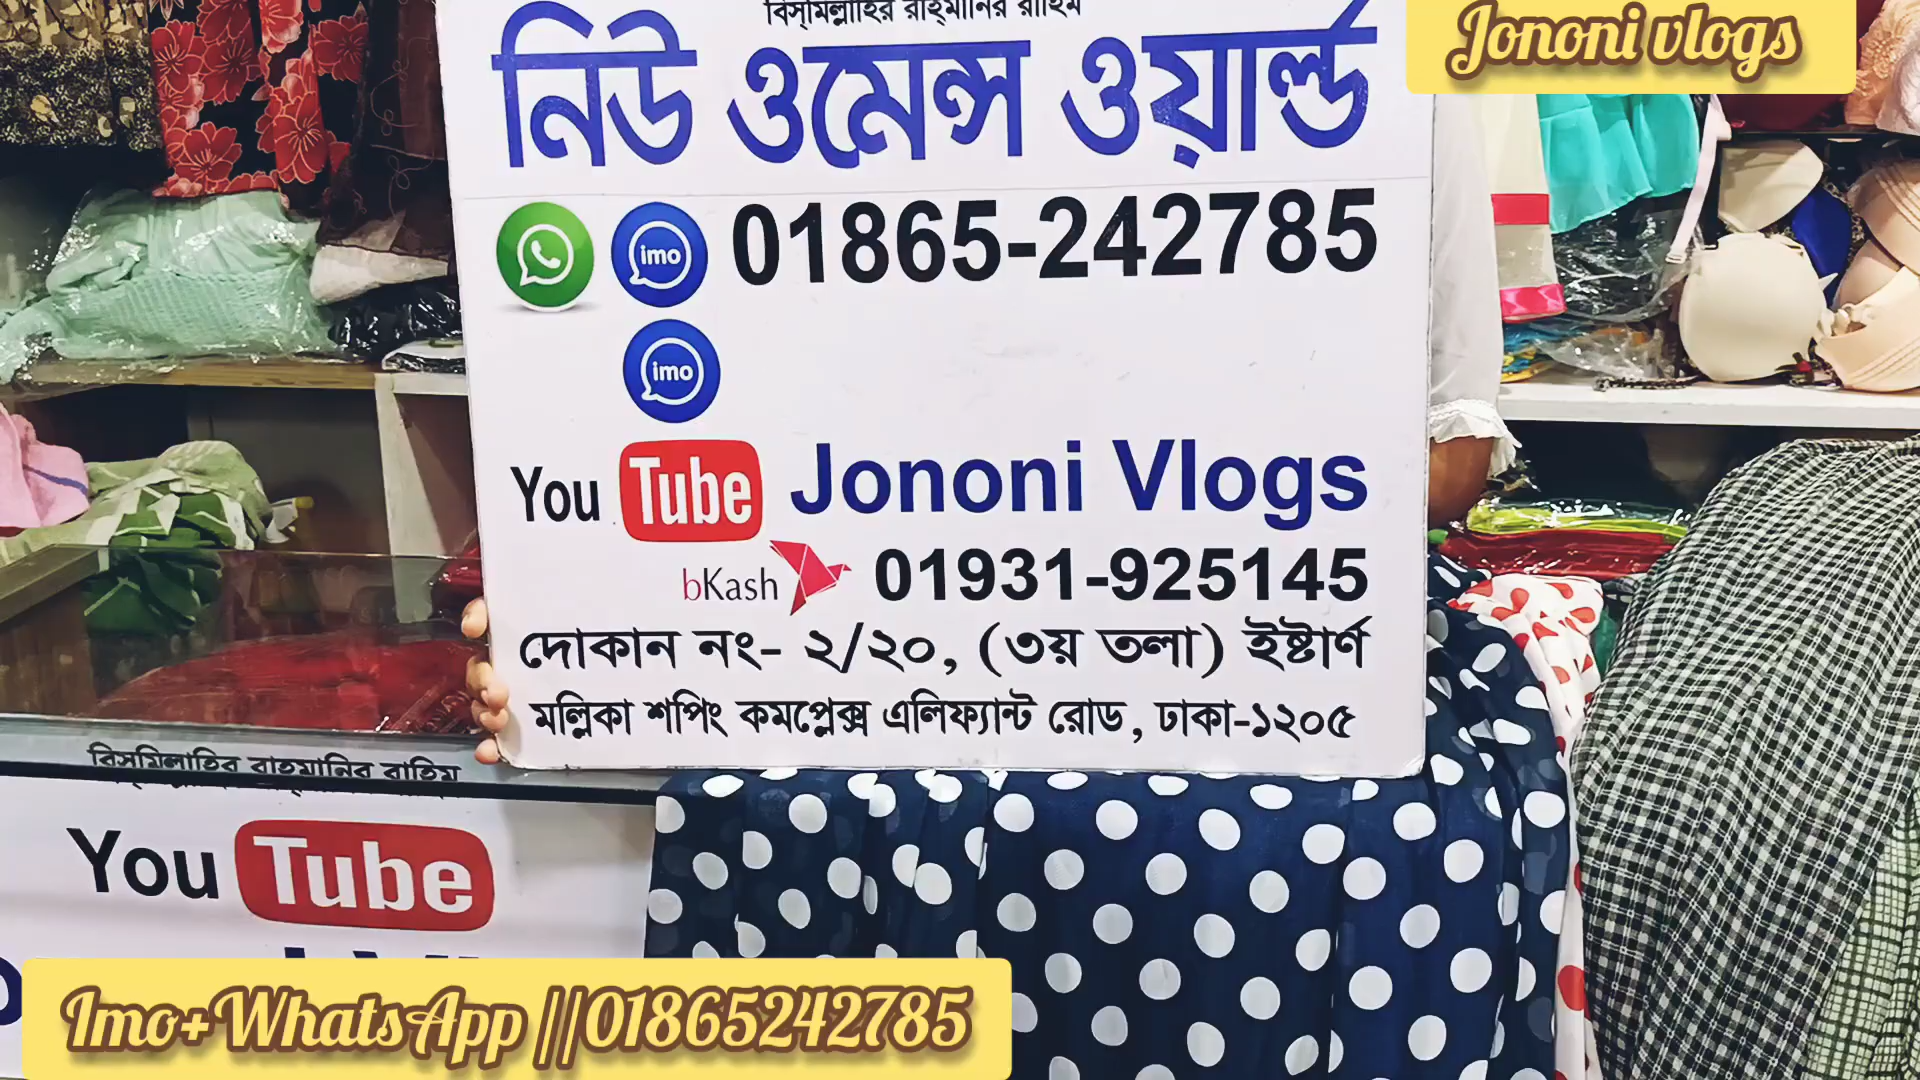 বিস্‌মিল্লাহির রাহ্‌মানির রাহিম
Jononi vlogs
নিউ ওমেন্স ওয়ার্ল্ড
imo 01865-242785
imo
You Tube Jononi Vlogs
bKash 01931-925145
দোকান নং- ২/২০, (৩য় তলা) ইষ্টার্ণ
মল্লিকা শপিং কমপ্লেক্স এলিফ্যান্ট রোড, ঢাকা-১২০৫
বিস্‌মিল্লাহির রাহ্‌মানির রাহিম
You Tube
Imo+WhatsApp ||01865242785